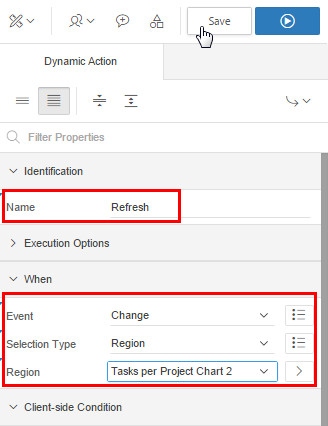 Save
Dynamic Action
Filter Properties
Identification
Name Refresh
Execution Options
When
Event Change
Selection Type Region
Region Tasks per Project Chart 2
Client-side Condition